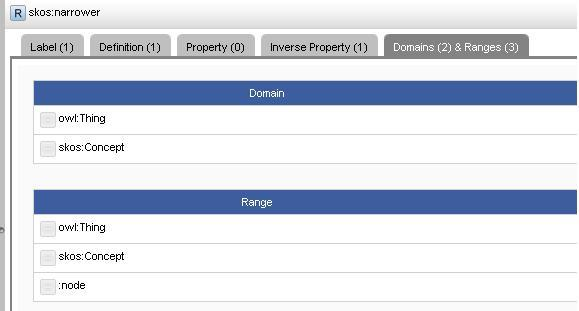 R skos:narrower
Label (1) Definition (1) Property (0) Inverse Property (1) Domains (2) & Ranges (3)
Domain
owl:Thing
skos:Concept
Range
owl:Thing
skos:Concept
:node